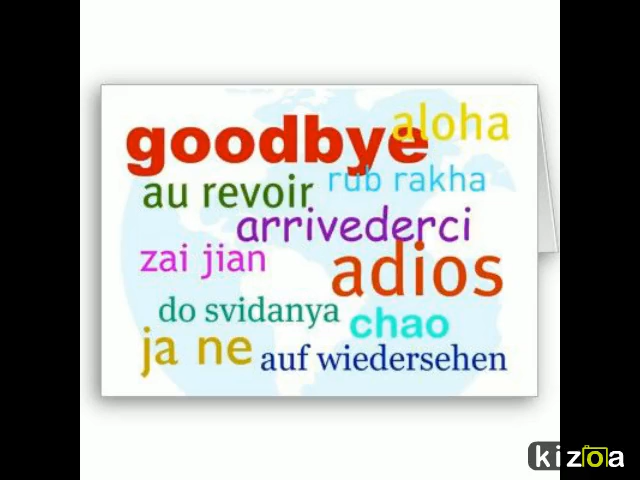 aloha
goodbye
rub rakha
au revoir
arrivederci
zai jian
adios
do svidanya
chao
ja ne
auf wiedersehen
kizoa